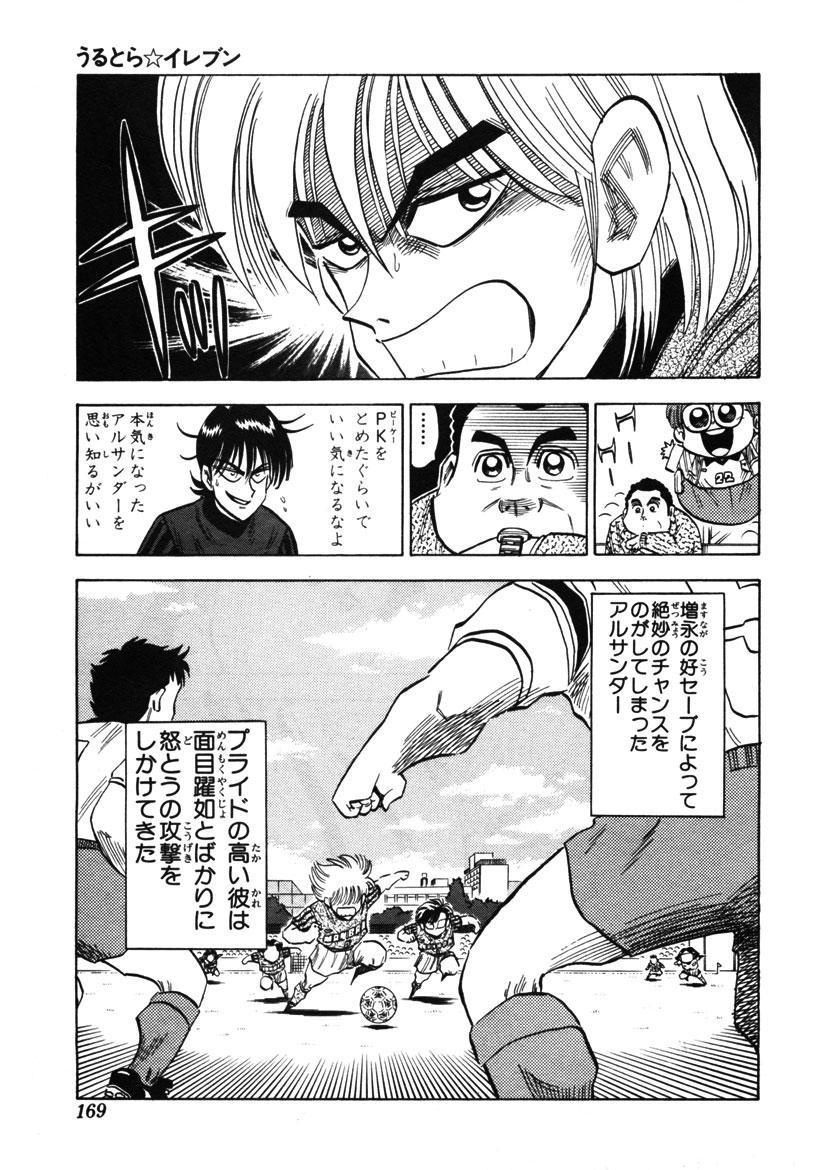 うるとら☆イレブン
キッ
22
……
PKを
とめたぐらいで
いい気になるなよ
本気になった
アルサンダーを
思い知るがいい
増永の好セーブによって
絶妙のチャンスを
のがしてしまった
アルサンダー
プライドの高い彼は
面目躍如とばかりに
怒とうの攻撃を
しかけてきた
169